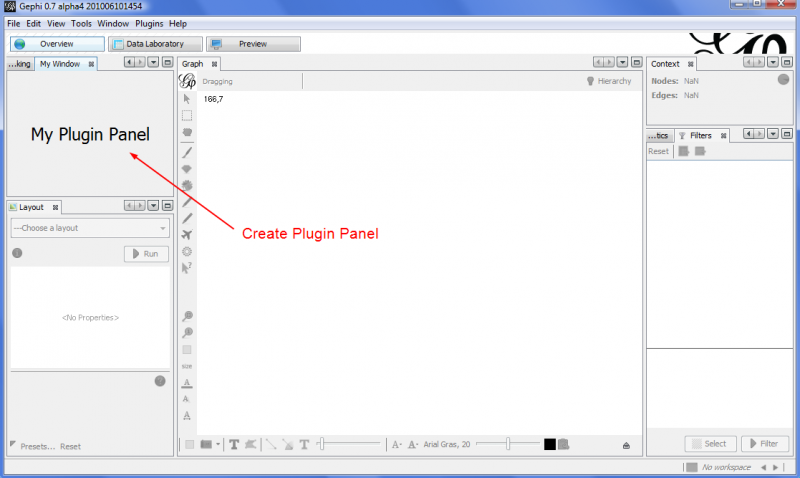 Gephi 0.7 alpha4 201006101454
File Edit View Tools Window Plugins Help
Overview Data Laboratory Preview
...king My Window
My Plugin Panel
Layout
---Choose a layout
Run
<No Properties>
Presets... Reset
Graph
Dragging
Hierarchy
166,7
Create Plugin Panel
Arial Gras, 20
Context
Nodes: NaN
Edges: NaN
...tics Filters
Reset
Select Filter
No workspace